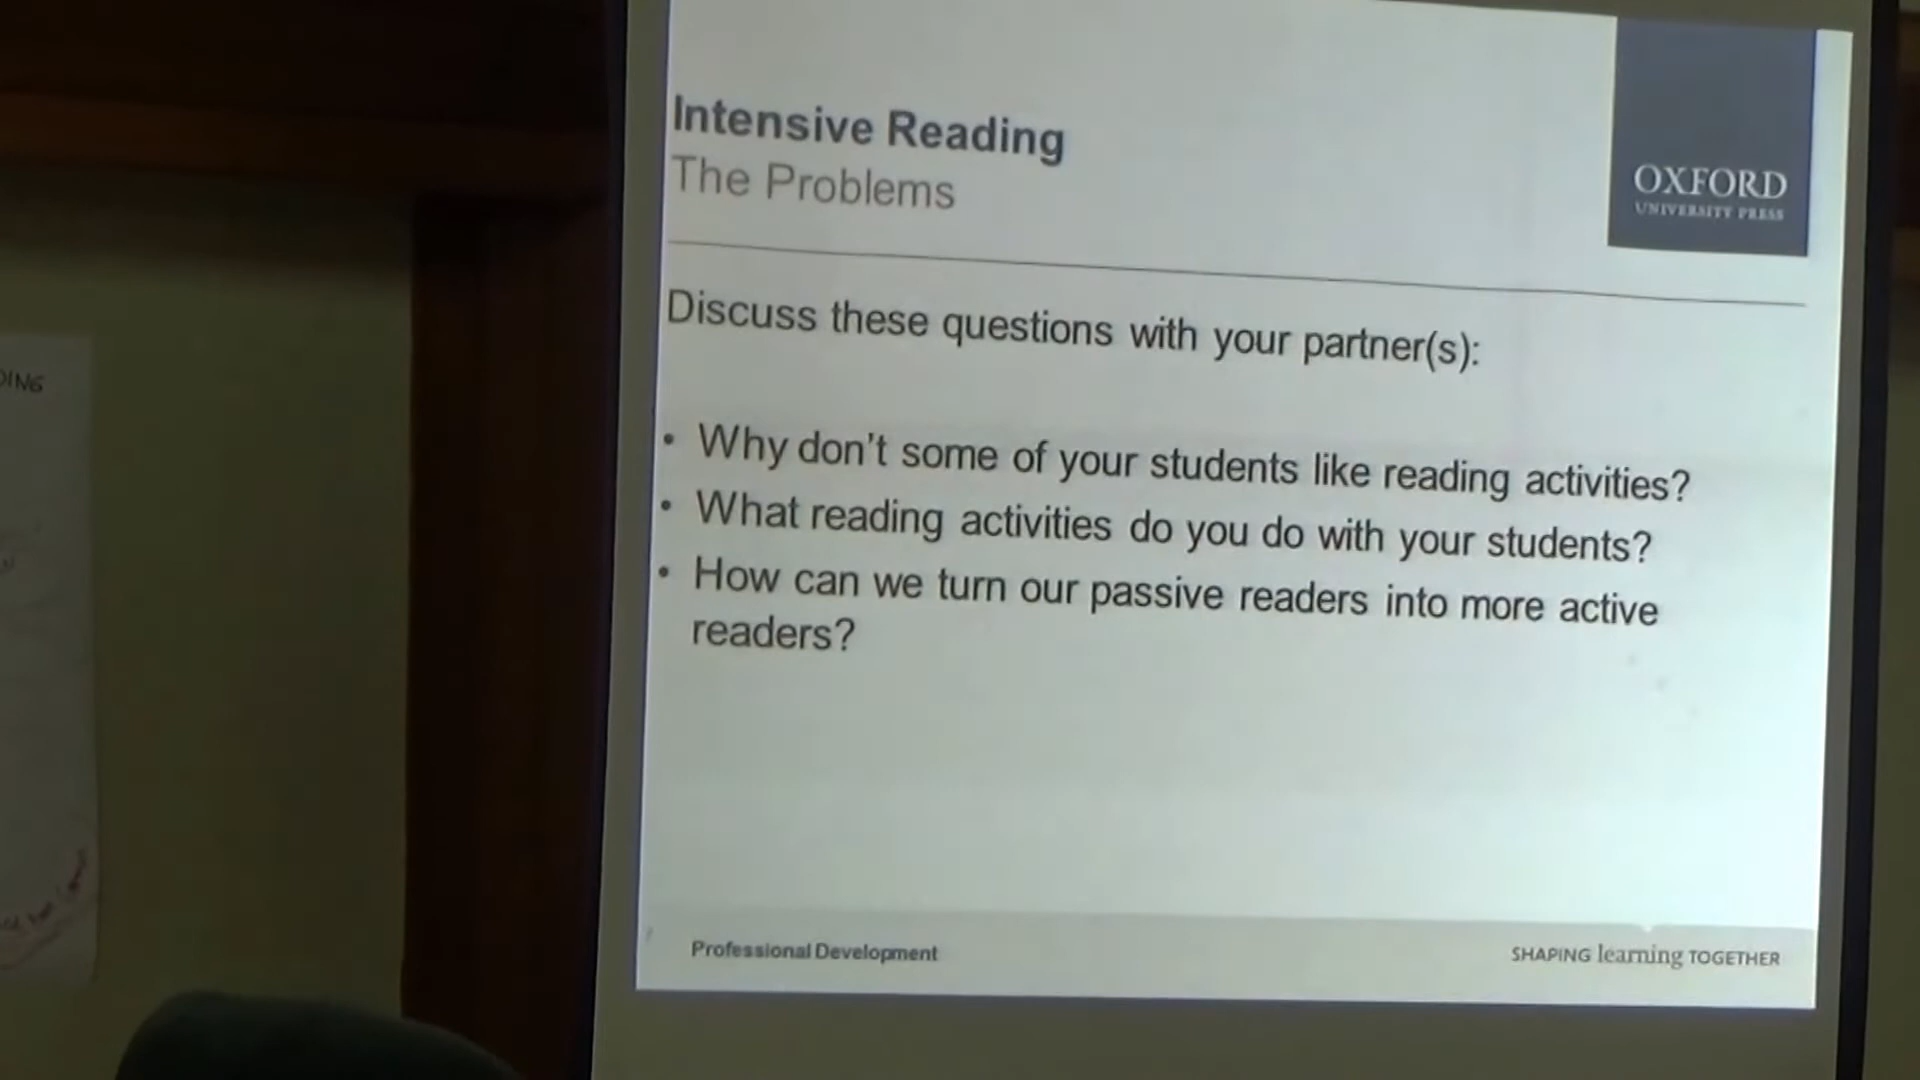 Intensive Reading
The Problems
OXFORD
UNIVERSITY PRESS
Discuss these questions with your partner(s):
• Why don't some of your students like reading activities?
• What reading activities do you do with your students?
• How can we turn our passive readers into more active
readers?
Professional Development
SHAPING learning TOGETHER